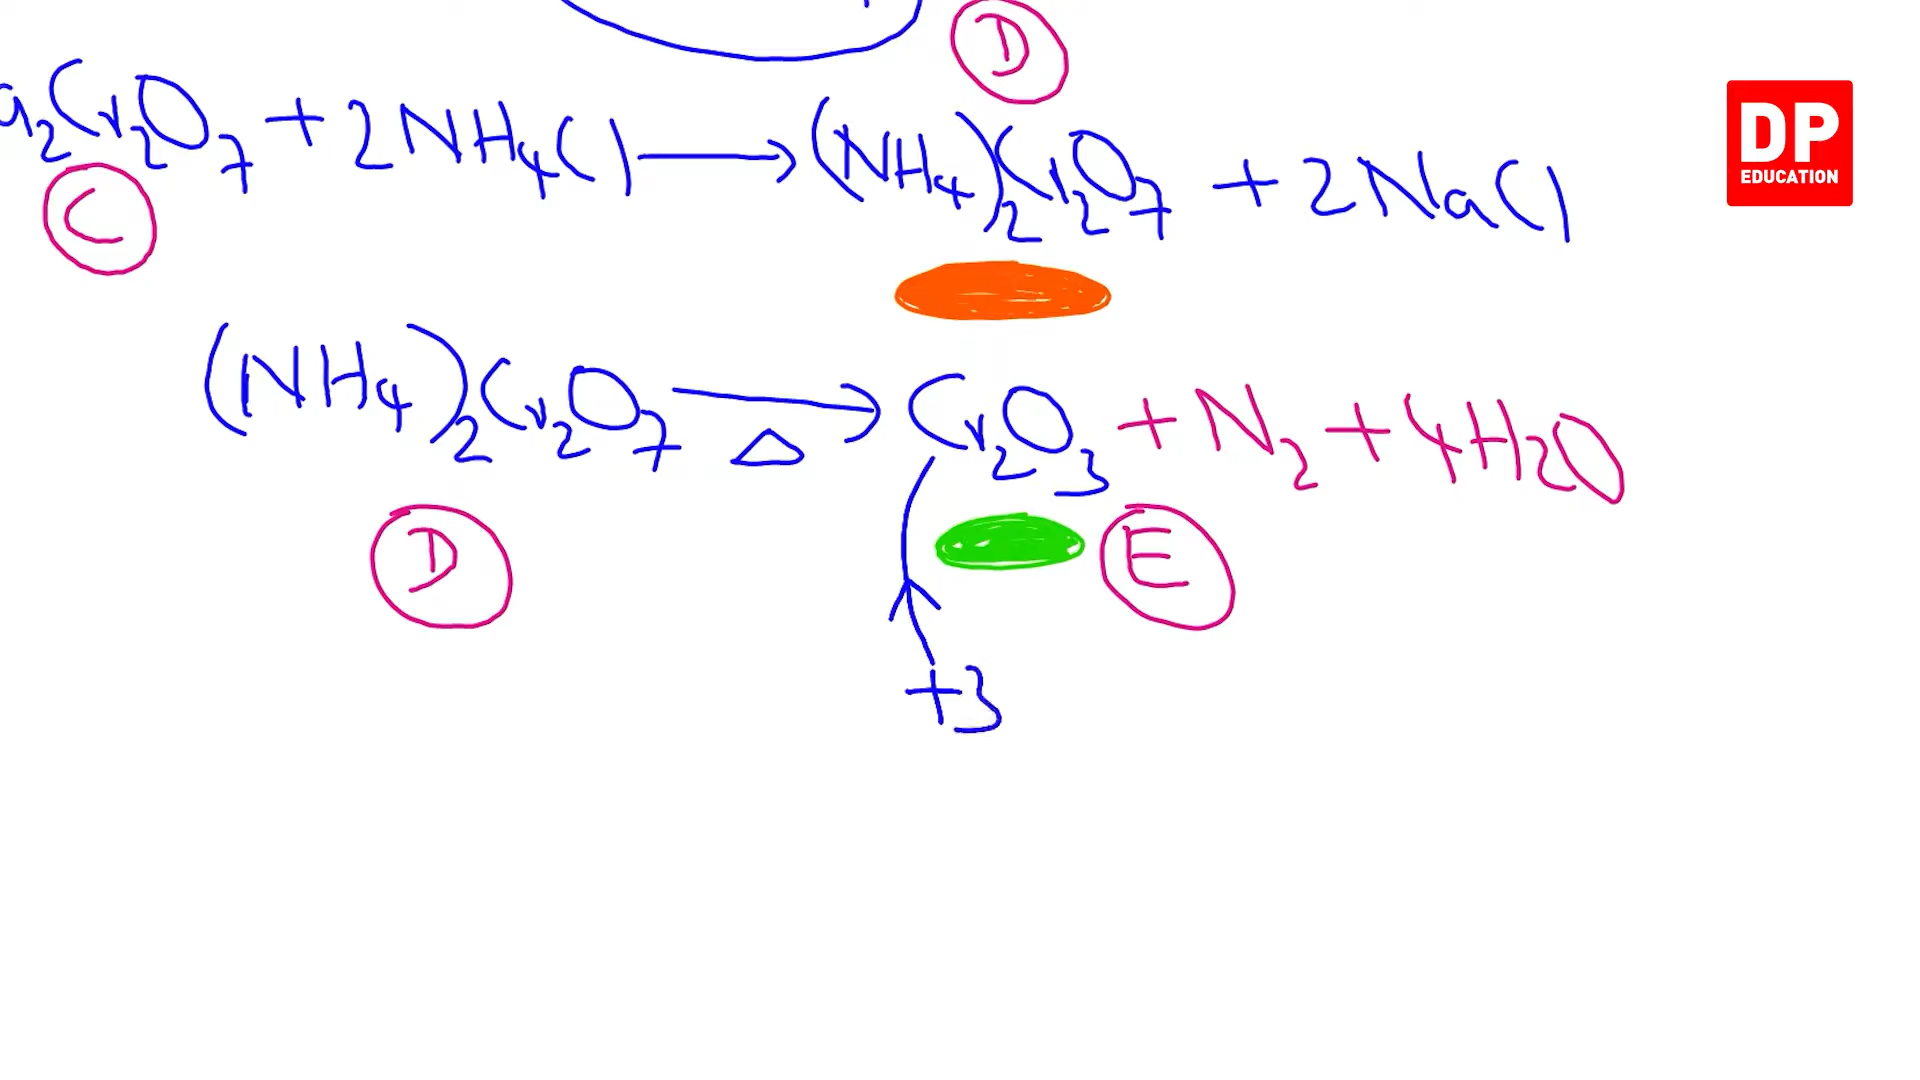 D
a₂Cr₂O₇ + 2NH₄Cl ⟶ (NH₄)₂Cr₂O₇ + 2NaCl
C
DP
EDUCATION
(NH₄)₂Cr₂O₇ ⟶ Cr₂O₃ + N₂ + 4H₂O
Δ
D
E
+3